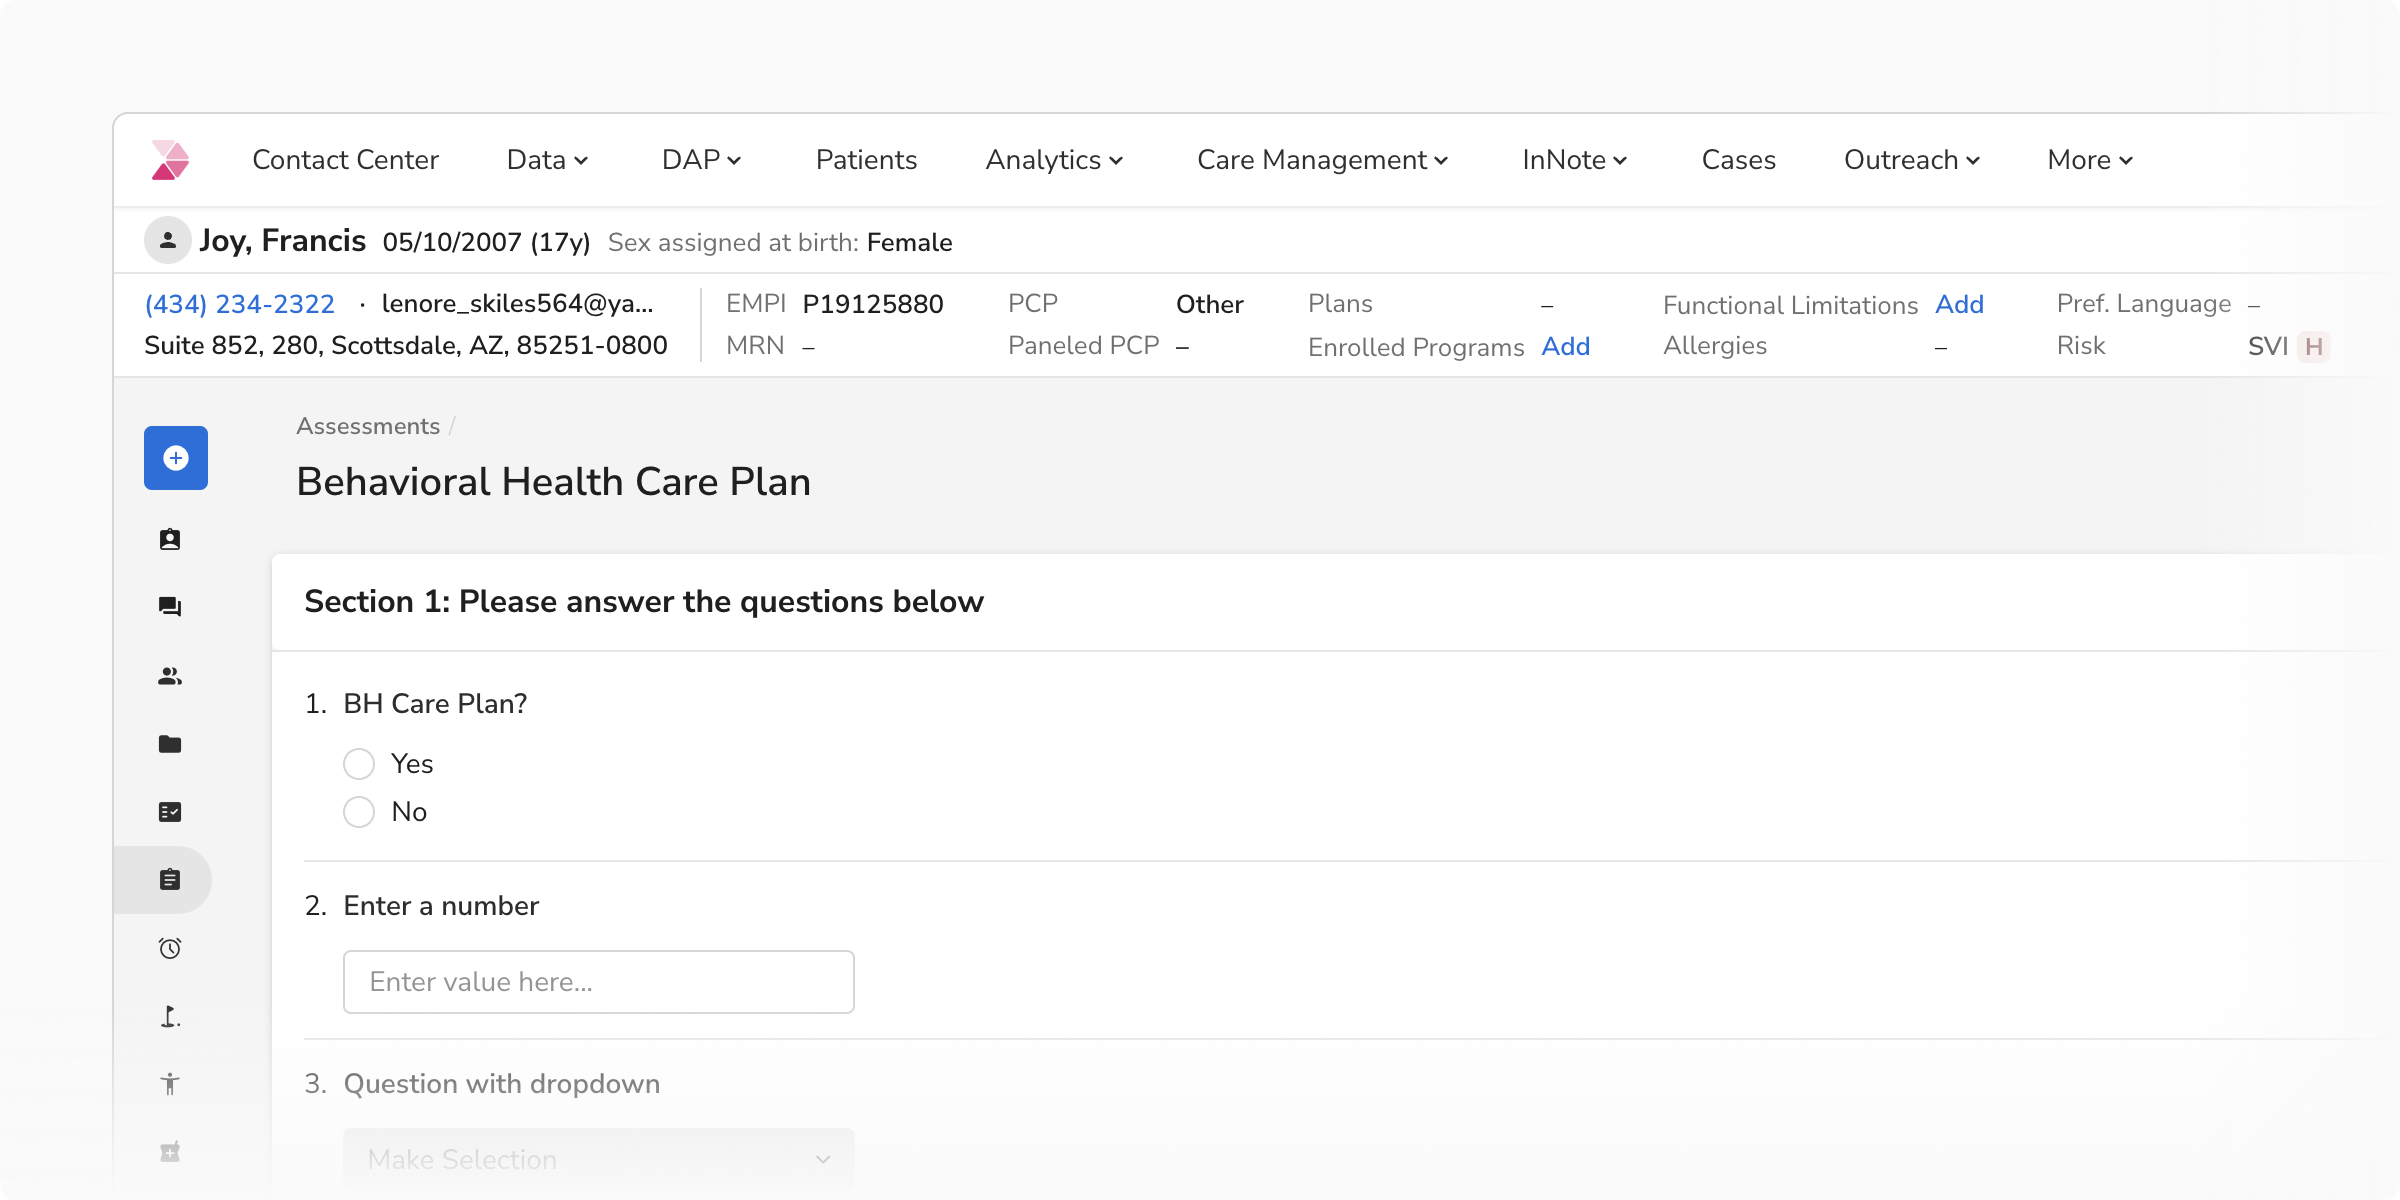 Contact Center Data DAP Patients Analytics Care Management InNote Cases Outreach More
Joy, Francis 05/10/2007 (17y) Sex assigned at birth: Female
(434) 234-2322 · lenore_skiles564@ya... EMPI P19125880 PCP Other Plans – Functional Limitations Add Pref. Language –
Suite 852, 280, Scottsdale, AZ, 85251-0800 MRN – Paneled PCP – Enrolled Programs Add Allergies – Risk SVI H
Assessments /
Behavioral Health Care Plan
Section 1: Please answer the questions below
1. BH Care Plan?
Yes
No
2. Enter a number
Enter value here...
3. Question with dropdown
Make Selection